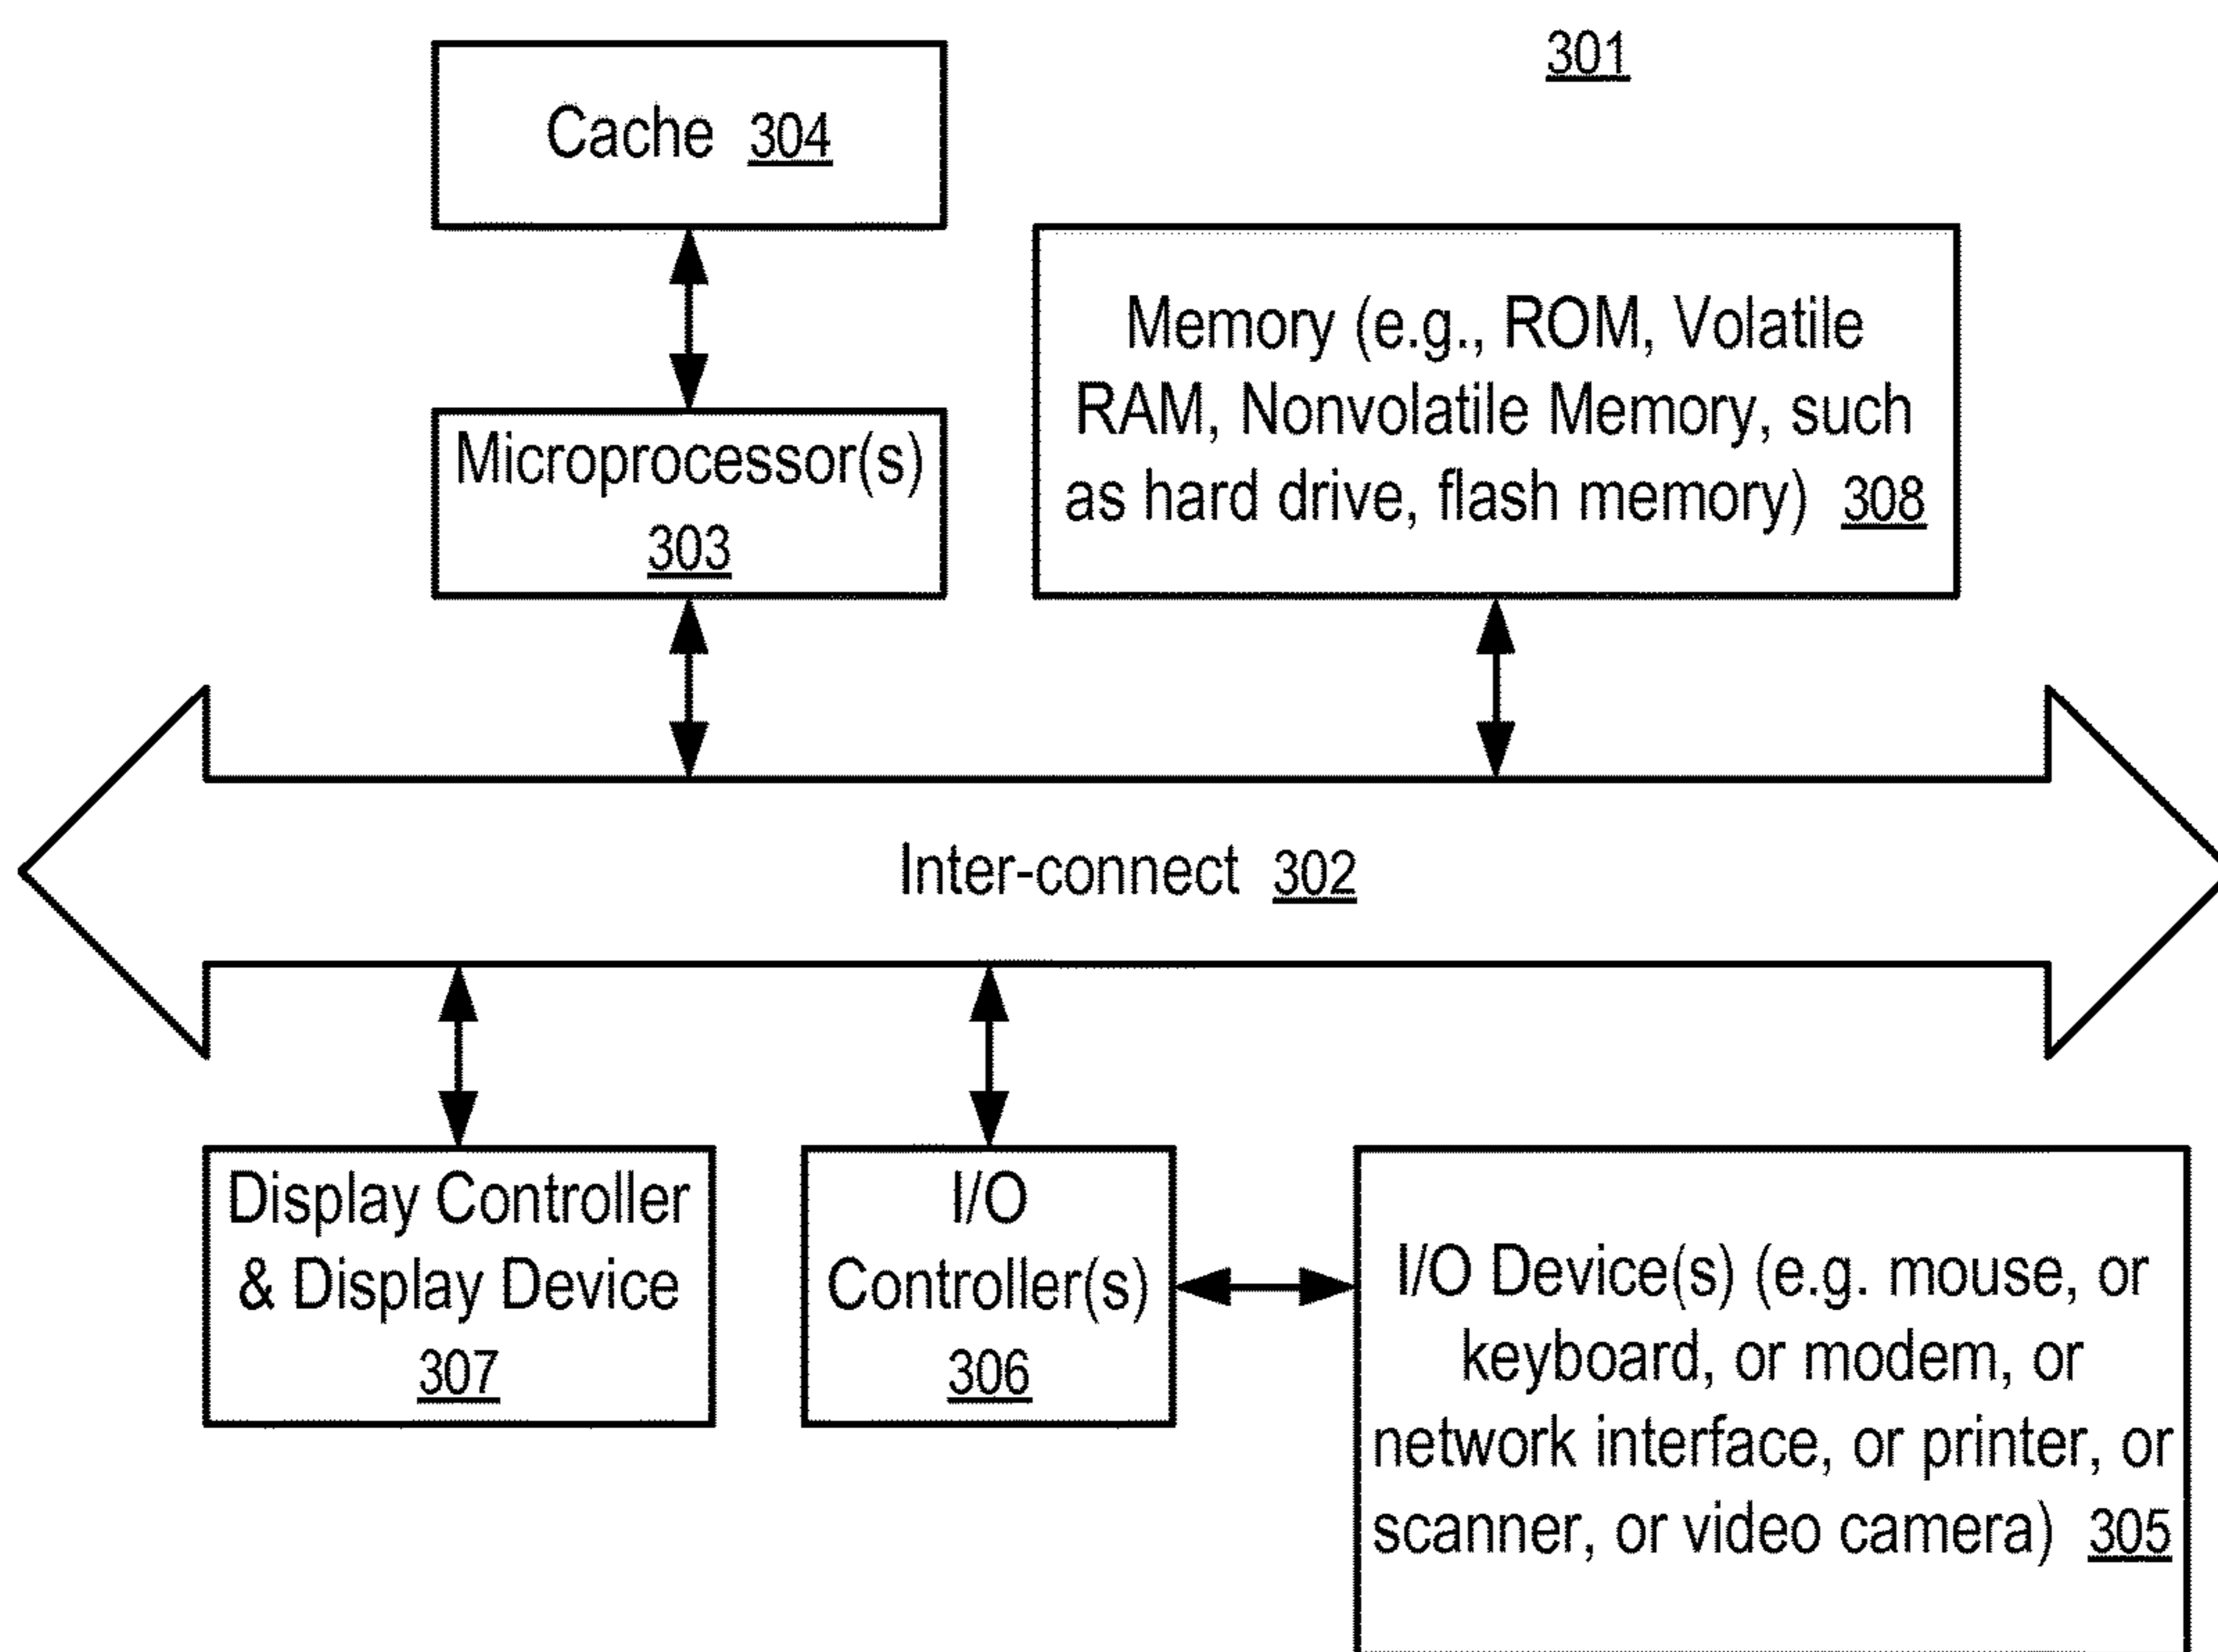 301
Cache 304
Microprocessor(s)
303
Memory (e.g., ROM, Volatile
RAM, Nonvolatile Memory, such
as hard drive, flash memory) 308
Inter-connect 302
Display Controller
& Display Device
307
I/O
Controller(s)
306
I/O Device(s) (e.g. mouse, or
keyboard, or modem, or
network interface, or printer, or
scanner, or video camera) 305